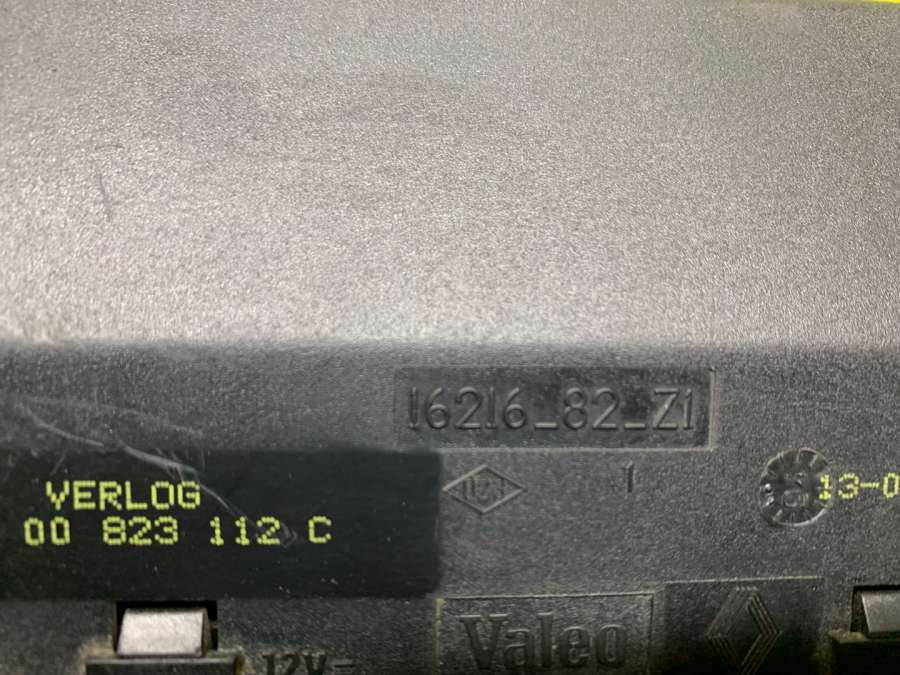 16216_82_Z1
1
VERLOG
13-0
00 823 112 C
Valeo
12V-